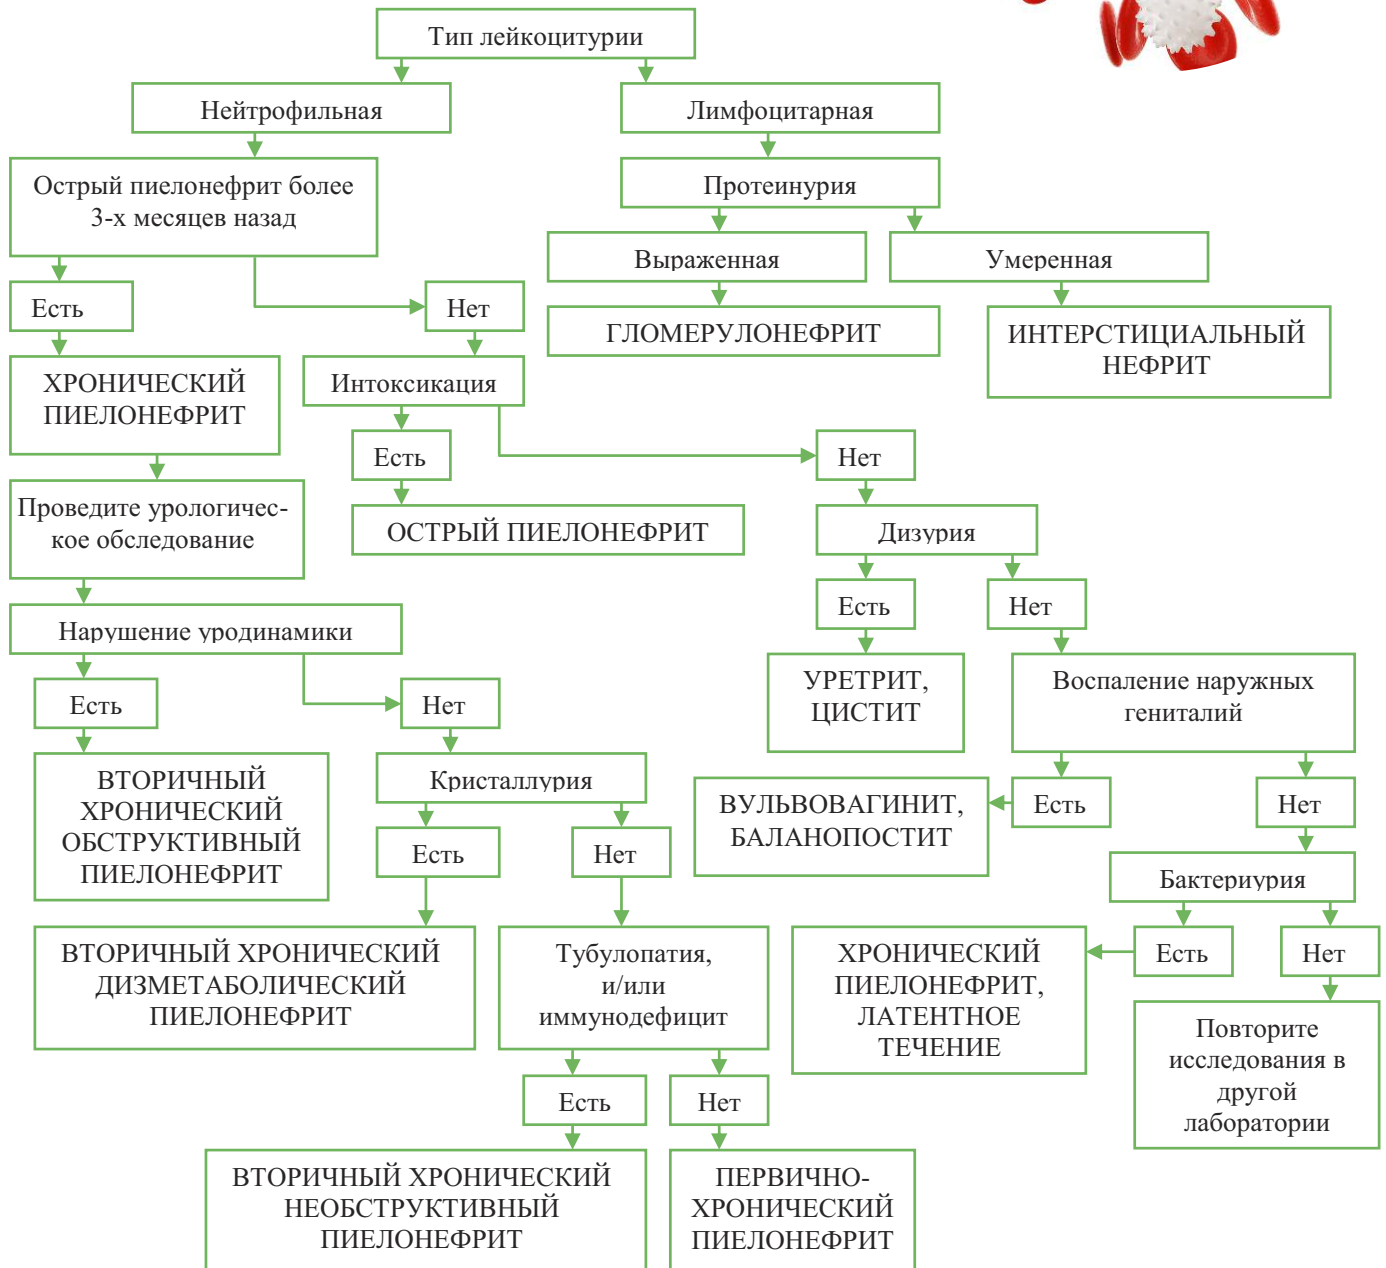 Тип лейкоцитурии
Нейтрофильная
Лимфоцитарная
Острый пиелонефрит более
3-х месяцев назад
Протеинурия
Выраженная
Умеренная
Есть
Нет
ГЛОМЕРУЛОНЕФРИТ
ИНТЕРСТИЦИАЛЬНЫЙ
НЕФРИТ
ХРОНИЧЕСКИЙ
ПИЕЛОНЕФРИТ
Интоксикация
Есть
Нет
Проведите урологичес-
кое обследование
ОСТРЫЙ ПИЕЛОНЕФРИТ
Дизурия
Есть
Нет
Нарушение уродинамики
УРЕТРИТ,
ЦИСТИТ
Воспаление наружных
гениталий
Есть
Нет
ВТОРИЧНЫЙ
ХРОНИЧЕСКИЙ
ОБСТРУКТИВНЫЙ
ПИЕЛОНЕФРИТ
Кристаллурия
ВУЛЬВОВАГИНИТ,
БАЛАНОПОСТИТ
Есть
Нет
Есть
Нет
Бактериурия
ВТОРИЧНЫЙ ХРОНИЧЕСКИЙ
ДИЗМЕТАБОЛИЧЕСКИЙ
ПИЕЛОНЕФРИТ
Тубулопатия,
и/или
иммунодефицит
ХРОНИЧЕСКИЙ
ПИЕЛОНЕФРИТ,
ЛАТЕНТНОЕ
ТЕЧЕНИЕ
Есть
Нет
Повторите
исследования в
другой
лаборатории
Есть
Нет
ВТОРИЧНЫЙ ХРОНИЧЕСКИЙ
НЕОБСТРУКТИВНЫЙ
ПИЕЛОНЕФРИТ
ПЕРВИЧНО-
ХРОНИЧЕСКИЙ
ПИЕЛОНЕФРИТ